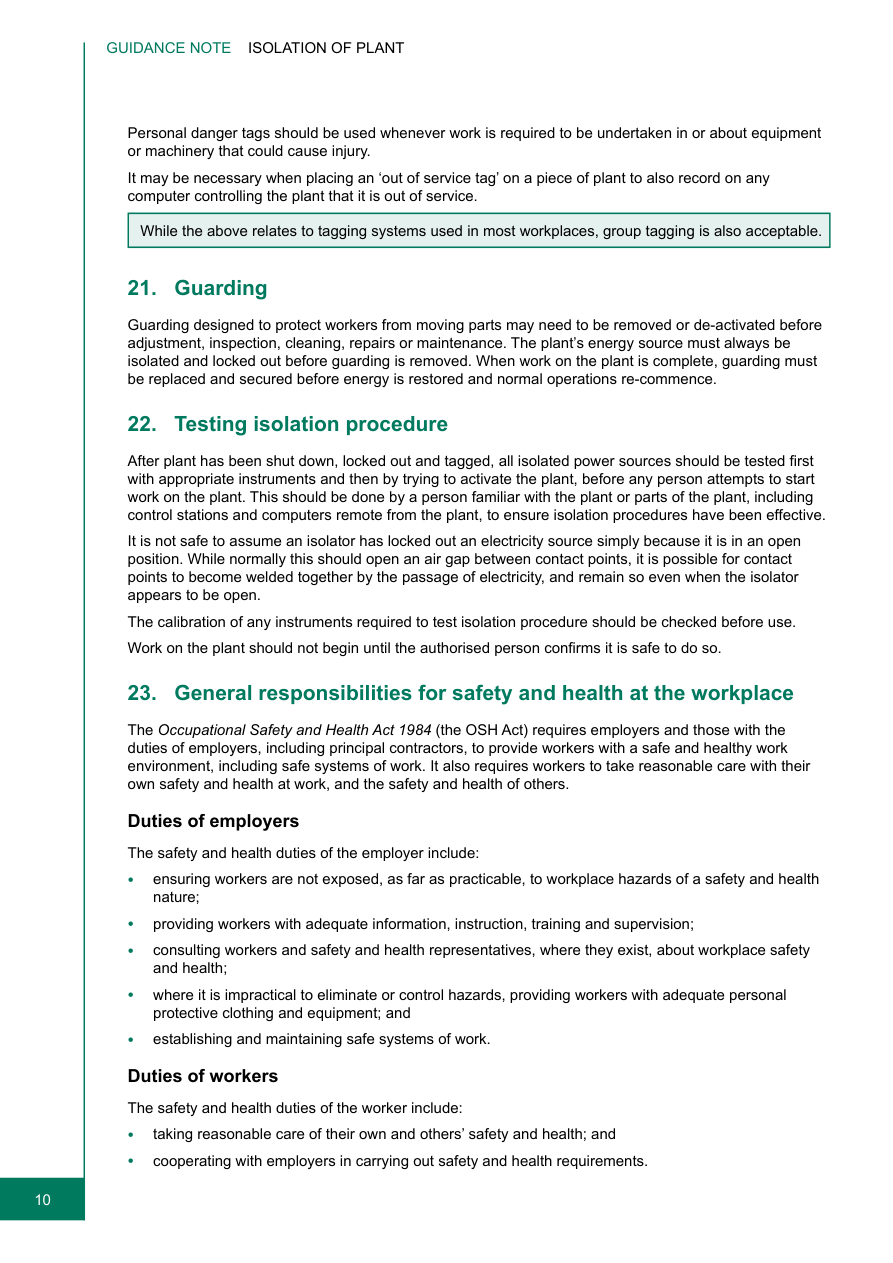 GUIDANCE NOTE ISOLATION OF PLANT
Personal danger tags should be used whenever work is required to be undertaken in or about equipment
or machinery that could cause injury.
It may be necessary when placing an ‘out of service tag’ on a piece of plant to also record on any
computer controlling the plant that it is out of service.
While the above relates to tagging systems used in most workplaces, group tagging is also acceptable.
21. Guarding
Guarding designed to protect workers from moving parts may need to be removed or de-activated before
adjustment, inspection, cleaning, repairs or maintenance. The plant’s energy source must always be
isolated and locked out before guarding is removed. When work on the plant is complete, guarding must
be replaced and secured before energy is restored and normal operations re-commence.
22. Testing isolation procedure
After plant has been shut down, locked out and tagged, all isolated power sources should be tested first
with appropriate instruments and then by trying to activate the plant, before any person attempts to start
work on the plant. This should be done by a person familiar with the plant or parts of the plant, including
control stations and computers remote from the plant, to ensure isolation procedures have been effective.
It is not safe to assume an isolator has locked out an electricity source simply because it is in an open
position. While normally this should open an air gap between contact points, it is possible for contact
points to become welded together by the passage of electricity, and remain so even when the isolator
appears to be open.
The calibration of any instruments required to test isolation procedure should be checked before use.
Work on the plant should not begin until the authorised person confirms it is safe to do so.
23. General responsibilities for safety and health at the workplace
The Occupational Safety and Health Act 1984 (the OSH Act) requires employers and those with the
duties of employers, including principal contractors, to provide workers with a safe and healthy work
environment, including safe systems of work. It also requires workers to take reasonable care with their
own safety and health at work, and the safety and health of others.
Duties of employers
The safety and health duties of the employer include:
• ensuring workers are not exposed, as far as practicable, to workplace hazards of a safety and health
nature;
• providing workers with adequate information, instruction, training and supervision;
• consulting workers and safety and health representatives, where they exist, about workplace safety
and health;
• where it is impractical to eliminate or control hazards, providing workers with adequate personal
protective clothing and equipment; and
• establishing and maintaining safe systems of work.
Duties of workers
The safety and health duties of the worker include:
• taking reasonable care of their own and others’ safety and health; and
• cooperating with employers in carrying out safety and health requirements.
10